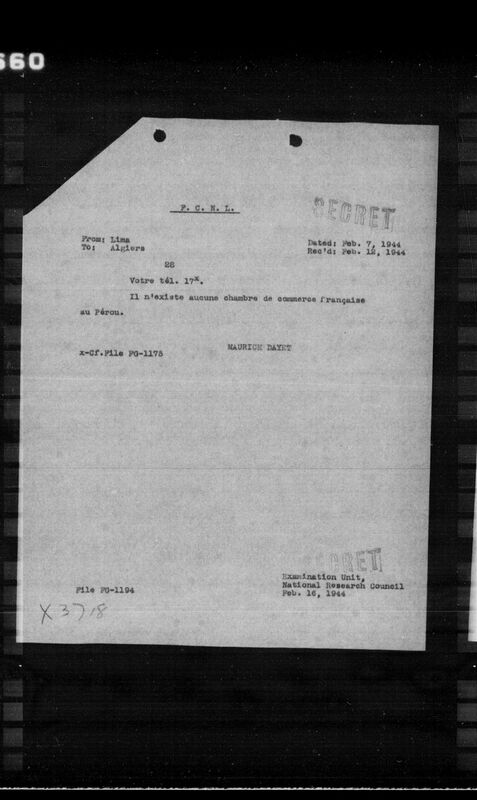 560
F. C. N. L.
SECRET
From: Lima
To: Algiers
Dated: Feb. 7, 1944
Rec'd: Feb. 12, 1944
28
Votre tél. 17x.
Il n'existe aucune chambre de commerce française
au Pérou.
MAURICE DAYET
x-Cf.File FG-1175
SECRET
Examination Unit,
National Research Council
Feb. 16, 1944
File FG-1194
X 3718